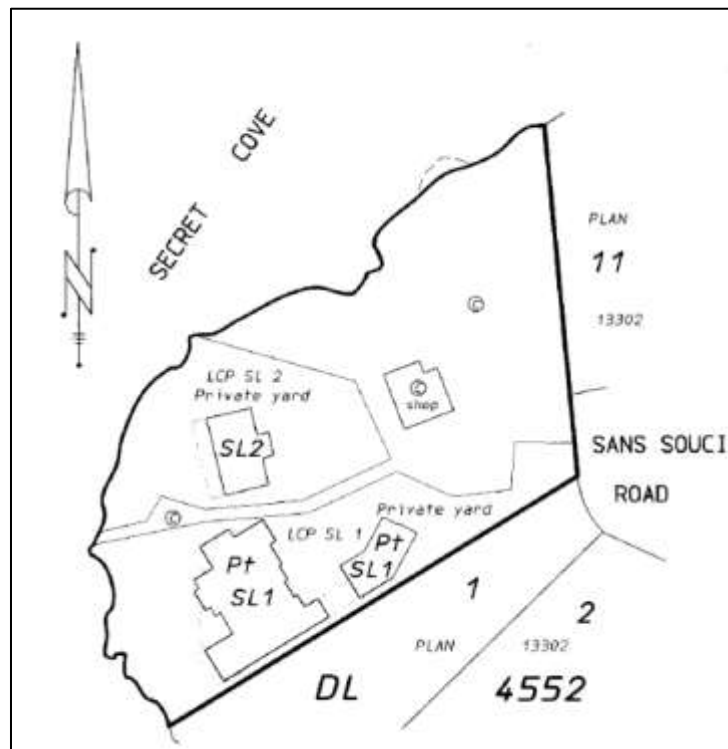 SECRET COVE
PLAN
11
13302
N
©
LCP SL 2
Private yard
©
shop
SL2
SANS SOUCI
ROAD
©
Private yard
LCP SL 1
Pt
SL1
Pt
SL1
1
2
PLAN 13302
DL 4552